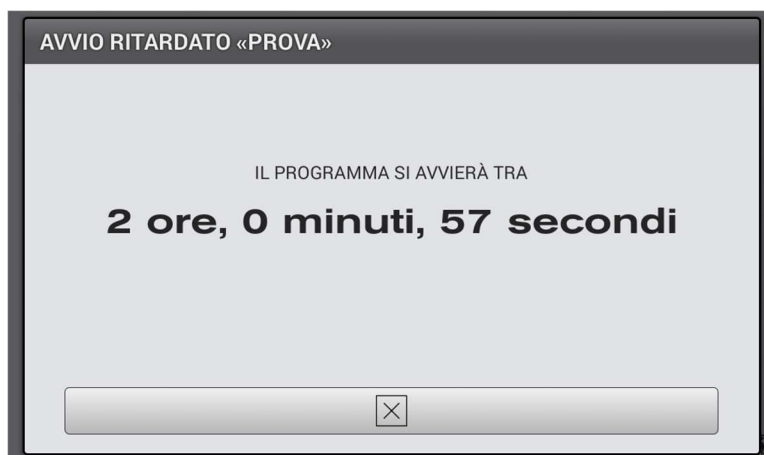 AVVIO RITARDATO «PROVA»
IL PROGRAMMA SI AVVIERÀ TRA
2 ore, 0 minuti, 57 secondi